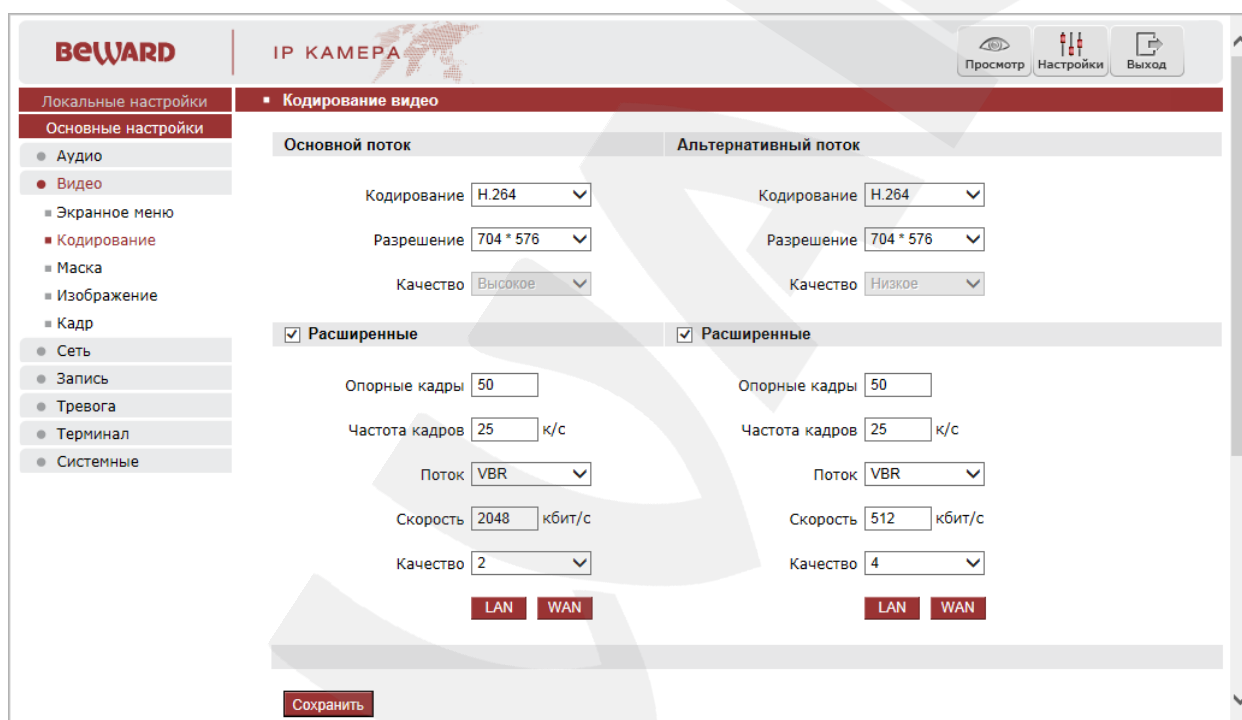 BEWARD
IP КАМЕРА
Просмотр
Настройки
Выход
Локальные настройки
Основные настройки
Аудио
Видео
Экранное меню
Кодирование
Маска
Изображение
Кадр
Сеть
Запись
Тревога
Терминал
Системные
Кодирование видео
Основной поток
Кодирование H.264
Разрешение 704 * 576
Качество Высокое
Расширенные
Опорные кадры 50
Частота кадров 25 к/с
Поток VBR
Скорость 2048 кбит/с
Качество 2
LAN WAN
Альтернативный поток
Кодирование H.264
Разрешение 704 * 576
Качество Низкое
Расширенные
Опорные кадры 50
Частота кадров 25 к/с
Поток VBR
Скорость 512 кбит/с
Качество 4
LAN WAN
Сохранить